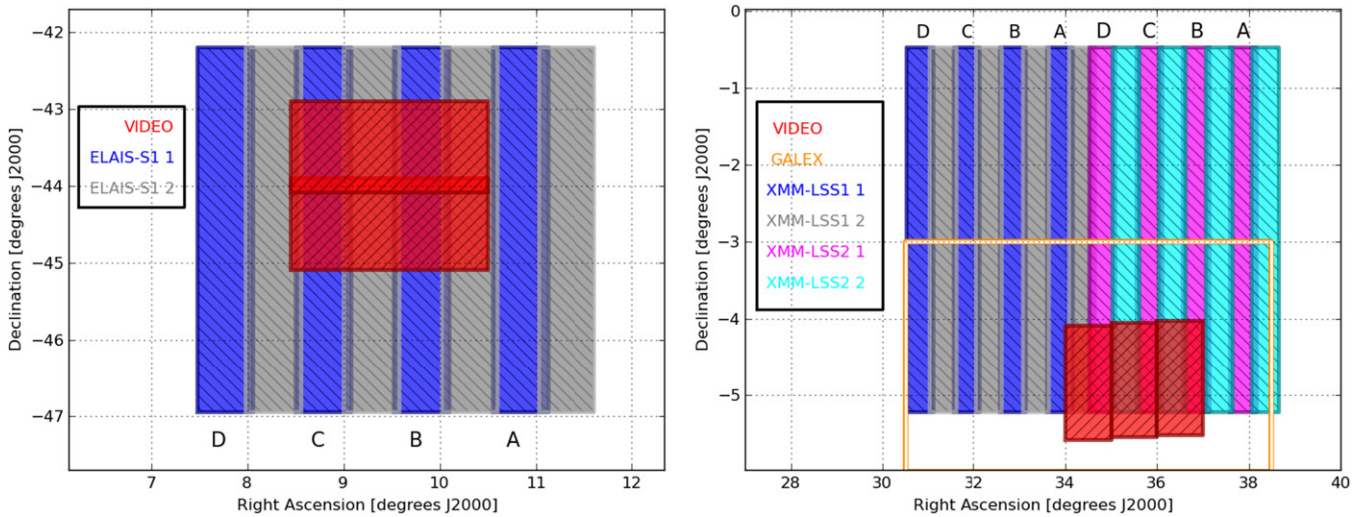 −42
−43
−44
−45
−46
−47
Declination [degrees J2000]
VIDEO
ELAIS-S1 1
ELAIS-S1 2
D C B A
7 8 9 10 11 12
Right Ascension [degrees J2000]
0
−1
−2
−3
−4
−5
Declination [degrees J2000]
D C B A D C B A
VIDEO
GALEX
XMM-LSS1 1
XMM-LSS1 2
XMM-LSS2 1
XMM-LSS2 2
28 30 32 34 36 38 40
Right Ascension [degrees J2000]